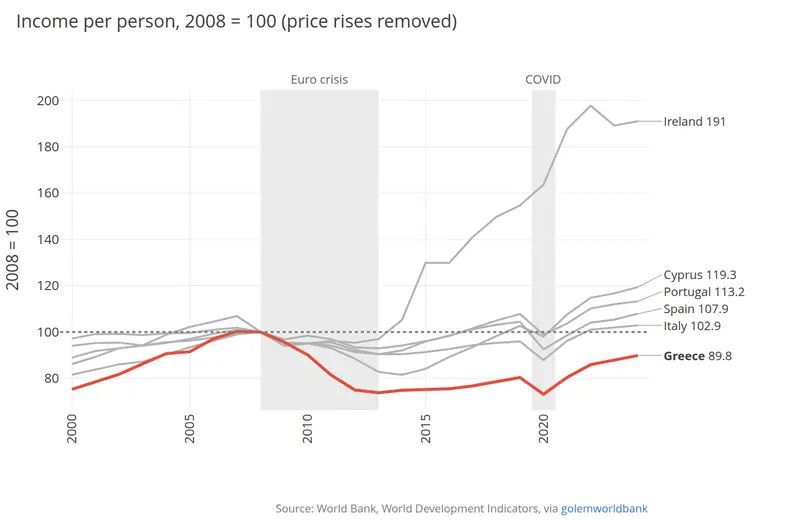 Income per person, 2008 = 100 (price rises removed)
Euro crisis
COVID
2008 = 100
200
180
160
140
120
100
80
Ireland 191
Cyprus 119.3
Portugal 113.2
Spain 107.9
Italy 102.9
Greece 89.8
2000
2005
2010
2015
2020
Source: World Bank, World Development Indicators, via golemworldbank